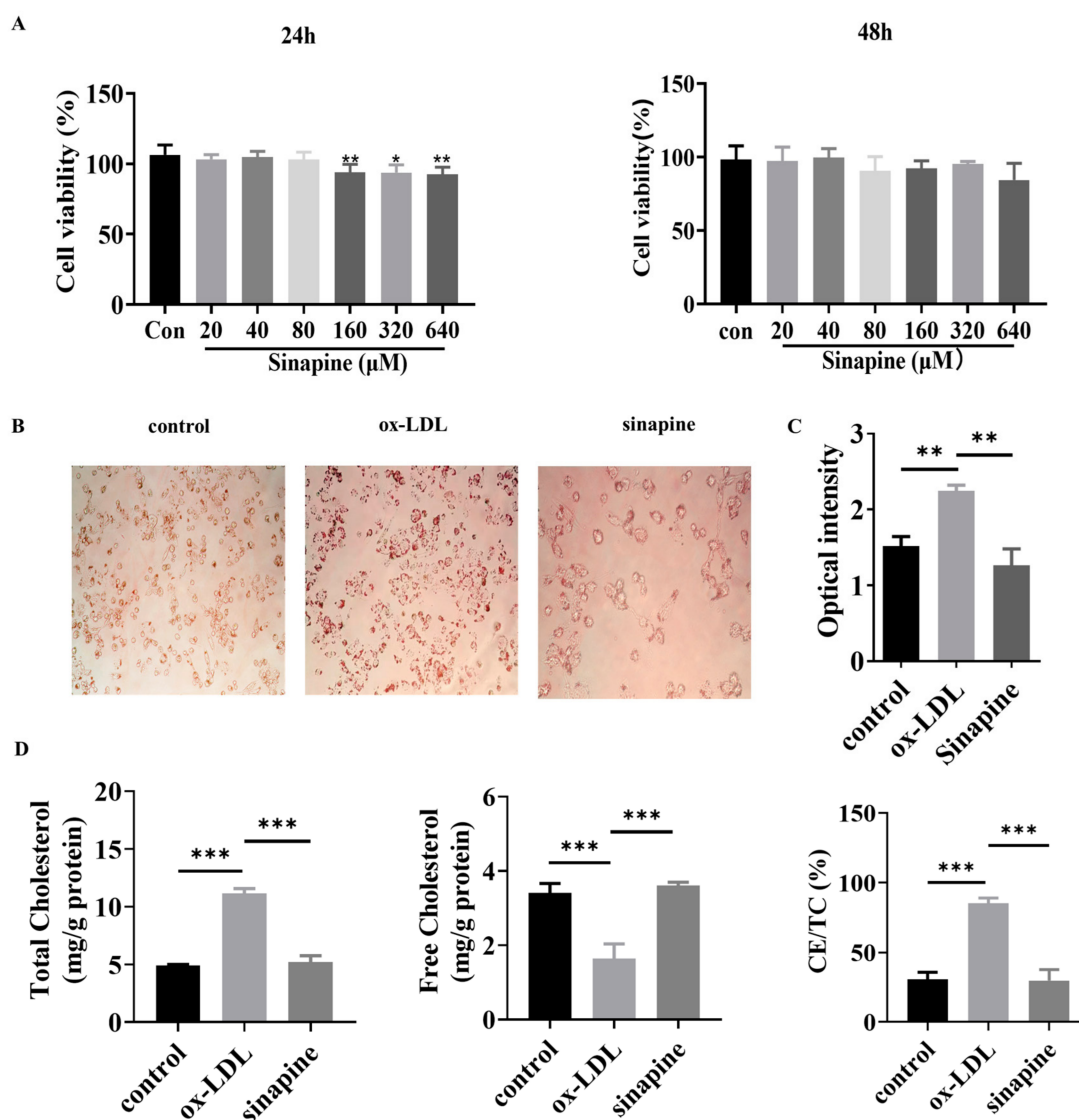 A
24h
48h
Cell viability (%)
150
100
50
0
** * **
Con 20 40 80 160 320 640
Sinapine (μM)
Cell viability(%)
150
100
50
0
con 20 40 80 160 320 640
Sinapine (μM)
B
control
ox-LDL
sinapine
C
Optical intensity
3
2
1
0
** **
control
ox-LDL
Sinapine
D
Total Cholesterol
(mg/g protein)
20
15
10
5
0
*** ***
control
ox-LDL
sinapine
Free Cholesterol
(mg/g protein)
6
4
2
0
*** ***
control
ox-LDL
sinapine
CE/TC (%)
150
100
50
0
*** ***
control
ox-LDL
sinapine